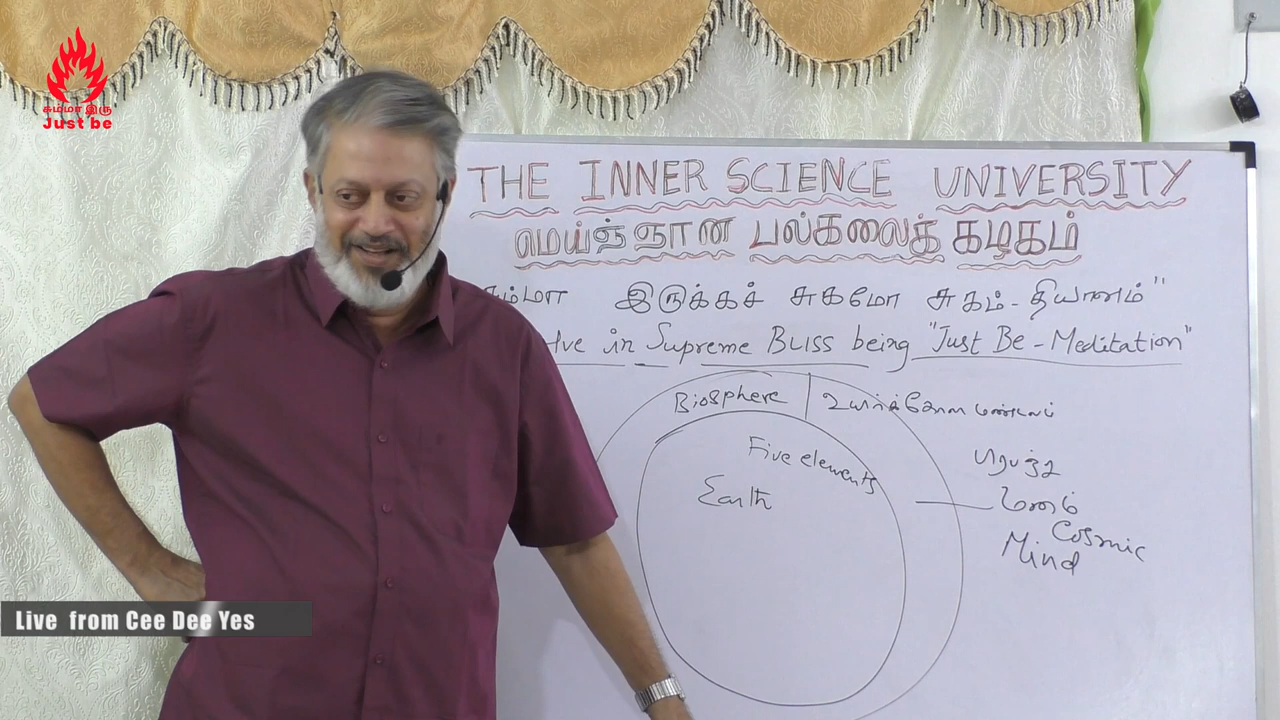 சும்மா இரு
Just be
THE INNER SCIENCE UNIVERSITY
மெய்ஞ்ஞான பல்கலைக் கழகம்
சும்மா இருக்கச் சுகமோ சுகம் - தியானம்"
in Supreme BLISS being "Just Be - Meditation"
Biosphere
Five elements
Earth
மனம்
Cosmic
Mind
Live from Cee Dee Yes